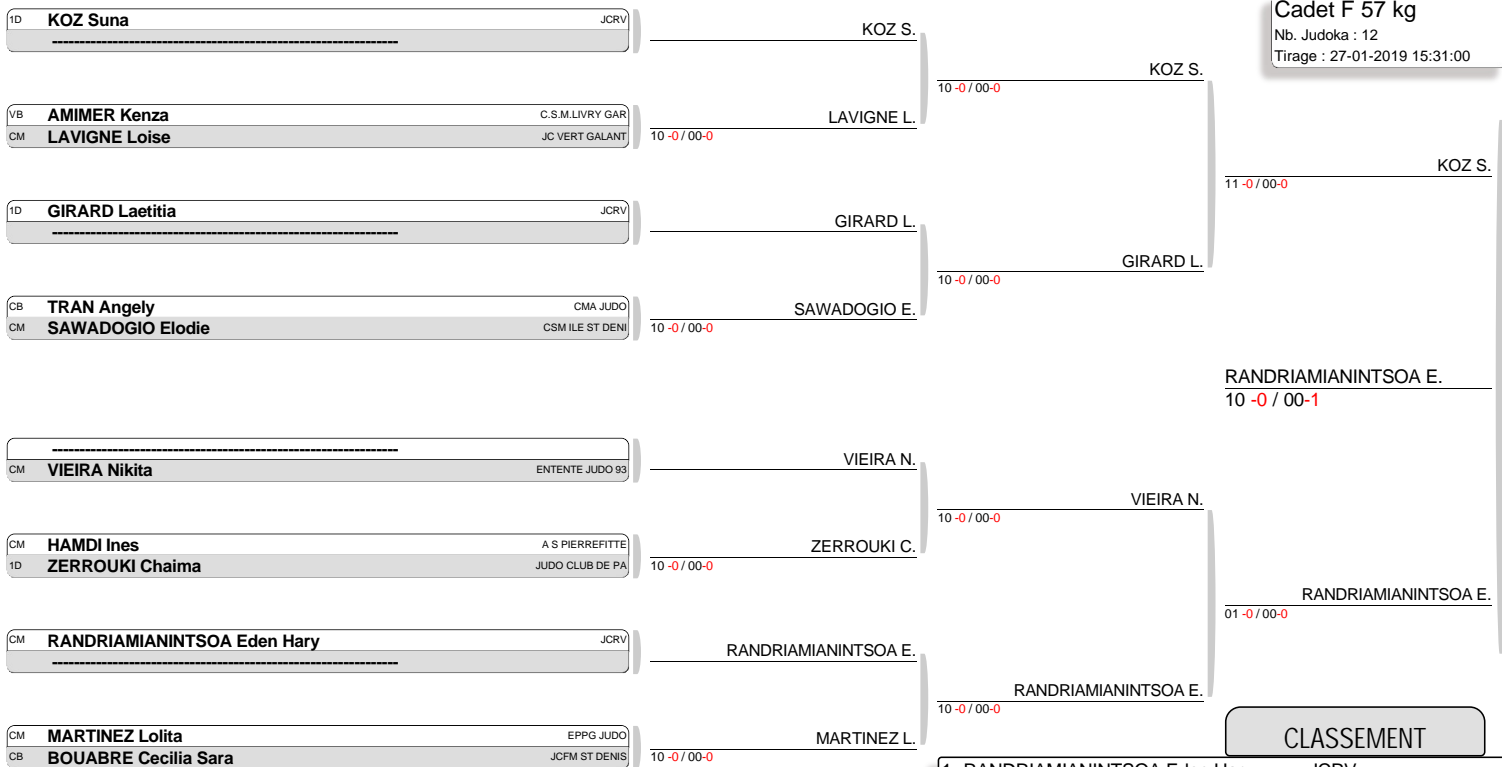 Cadet F 57 kg
Nb. Judoka : 12
Tirage : 27-01-2019 15:31:00
1D KOZ Suna JCRV
----------------------------------------------------------------
VB AMIMER Kenza C.S.M.LIVRY GAR
CM LAVIGNE Loise JC VERT GALANT
1D GIRARD Laetitia JCRV
----------------------------------------------------------------
CB TRAN Angely CMA JUDO
CM SAWADOGIO Elodie CSM ILE ST DENI
----------------------------------------------------------------
CM VIEIRA Nikita ENTENTE JUDO 93
CM HAMDI Ines A S PIERREFITTE
1D ZERROUKI Chaima JUDO CLUB DE PA
CM RANDRIAMIANINTSOA Eden Hary JCRV
----------------------------------------------------------------
CM MARTINEZ Lolita EPPG JUDO
CB BOUABRE Cecilia Sara JCFM ST DENIS
KOZ S.
LAVIGNE L.
10 -0 / 00-0
GIRARD L.
SAWADOGIO E.
10 -0 / 00-0
VIEIRA N.
ZERROUKI C.
10 -0 / 00-0
RANDRIAMIANINTSOA E.
MARTINEZ L.
10 -0 / 00-0
KOZ S.
10 -0 / 00-0
GIRARD L.
10 -0 / 00-0
VIEIRA N.
10 -0 / 00-0
RANDRIAMIANINTSOA E.
10 -0 / 00-0
KOZ S.
11 -0 / 00-0
RANDRIAMIANINTSOA E.
10 -0 / 00-1
RANDRIAMIANINTSOA E.
01 -0 / 00-0
CLASSEMENT
1 RANDRIAMIANINTSOA Eden Hary JCRV